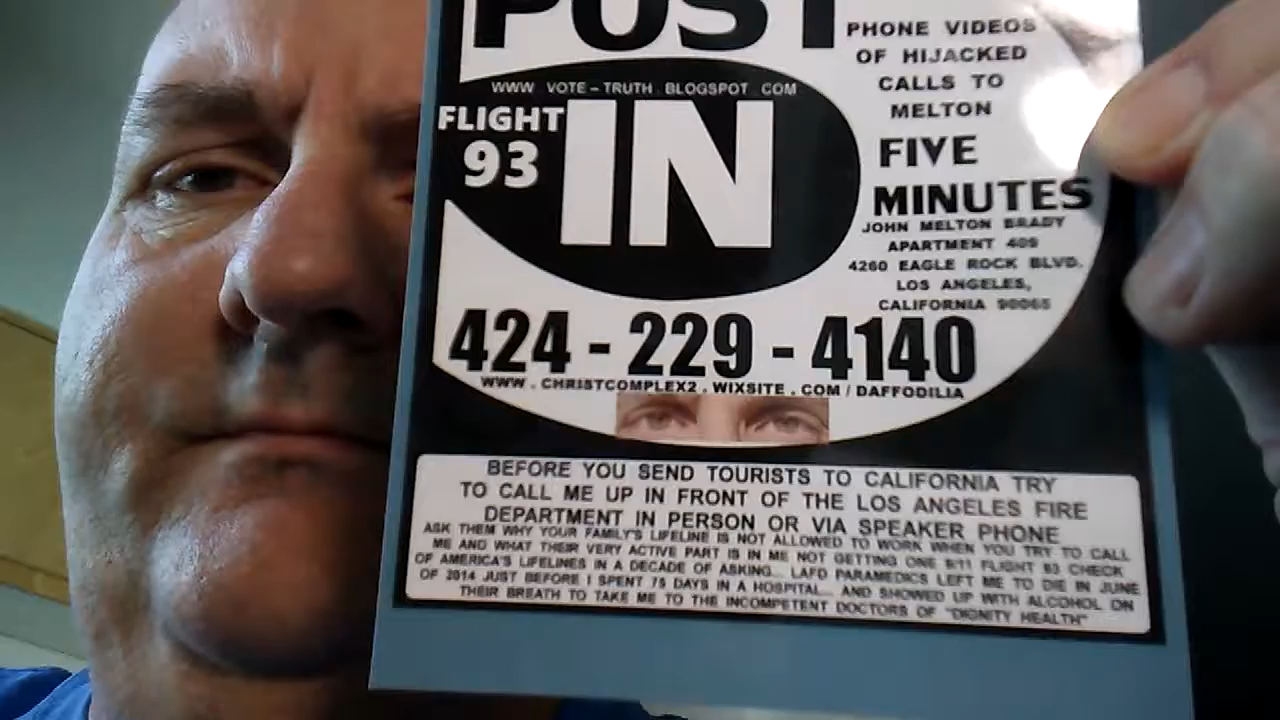 POST
WWW VOTE - TRUTH BLOGSPOT COM
FLIGHT
93
IN
PHONE VIDEOS
OF HIJACKED
CALLS TO
MELTON
FIVE
MINUTES
JOHN MELTON BRADY
APARTMENT 409
4260 EAGLE ROCK BLVD.
LOS ANGELES,
CALIFORNIA 90065
424 - 229 - 4140
WWW . CHRISTCOMPLEX2 . WIXSITE . COM / DAFFODILIA
BEFORE YOU SEND TOURISTS TO CALIFORNIA TRY
TO CALL ME UP IN FRONT OF THE LOS ANGELES FIRE
DEPARTMENT IN PERSON OR VIA SPEAKER PHONE
ASK THEM WHY YOUR FAMILY'S LIFELINE IS NOT ALLOWED TO WORK WHEN YOU TRY TO CALL
ME AND WHAT THEIR VERY ACTIVE PART IS IN ME NOT GETTING ONE 9/11 FLIGHT 93 CHECK
OF AMERICA'S LIFELINES IN A DECADE OF ASKING... LAFD PARAMEDICS LEFT ME TO DIE IN JUNE
OF 2014 JUST BEFORE I SPENT 75 DAYS IN A HOSPITAL... AND SHOWED UP WITH ALCOHOL ON
THEIR BREATH TO TAKE ME TO THE INCOMPETENT DOCTORS OF "DIGNITY HEALTH"